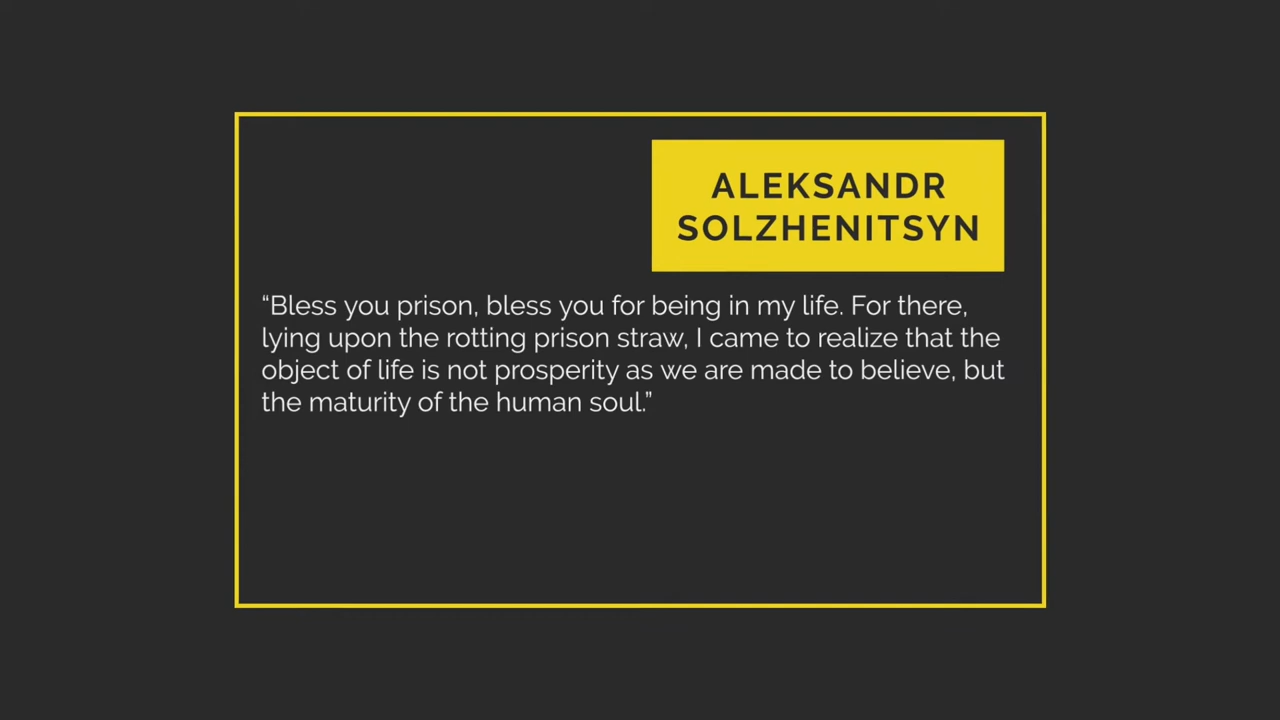 ALEKSANDR
SOLZHENITSYN
“Bless you prison, bless you for being in my life. For there,
lying upon the rotting prison straw, I came to realize that the
object of life is not prosperity as we are made to believe, but
the maturity of the human soul.”